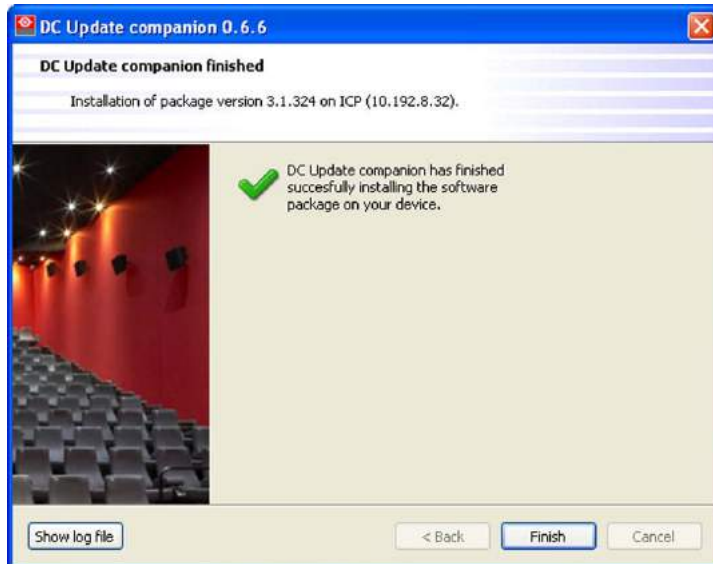 DC Update companion 0.6.6
DC Update companion finished
Installation of package version 3.1.324 on ICP (10.192.8.32).
DC Update companion has finished
succesfully installing the software
package on your device.
Show log file
< Back
Finish
Cancel